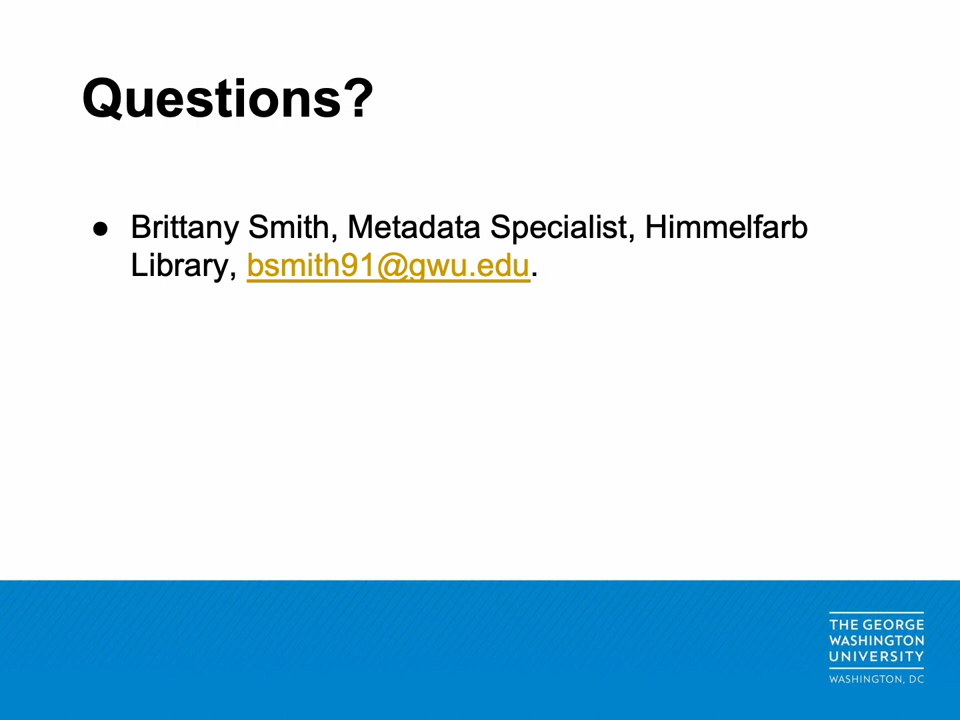 Questions?
● Brittany Smith, Metadata Specialist, Himmelfarb
Library, bsmith91@gwu.edu.
THE GEORGE
WASHINGTON
UNIVERSITY
WASHINGTON, DC